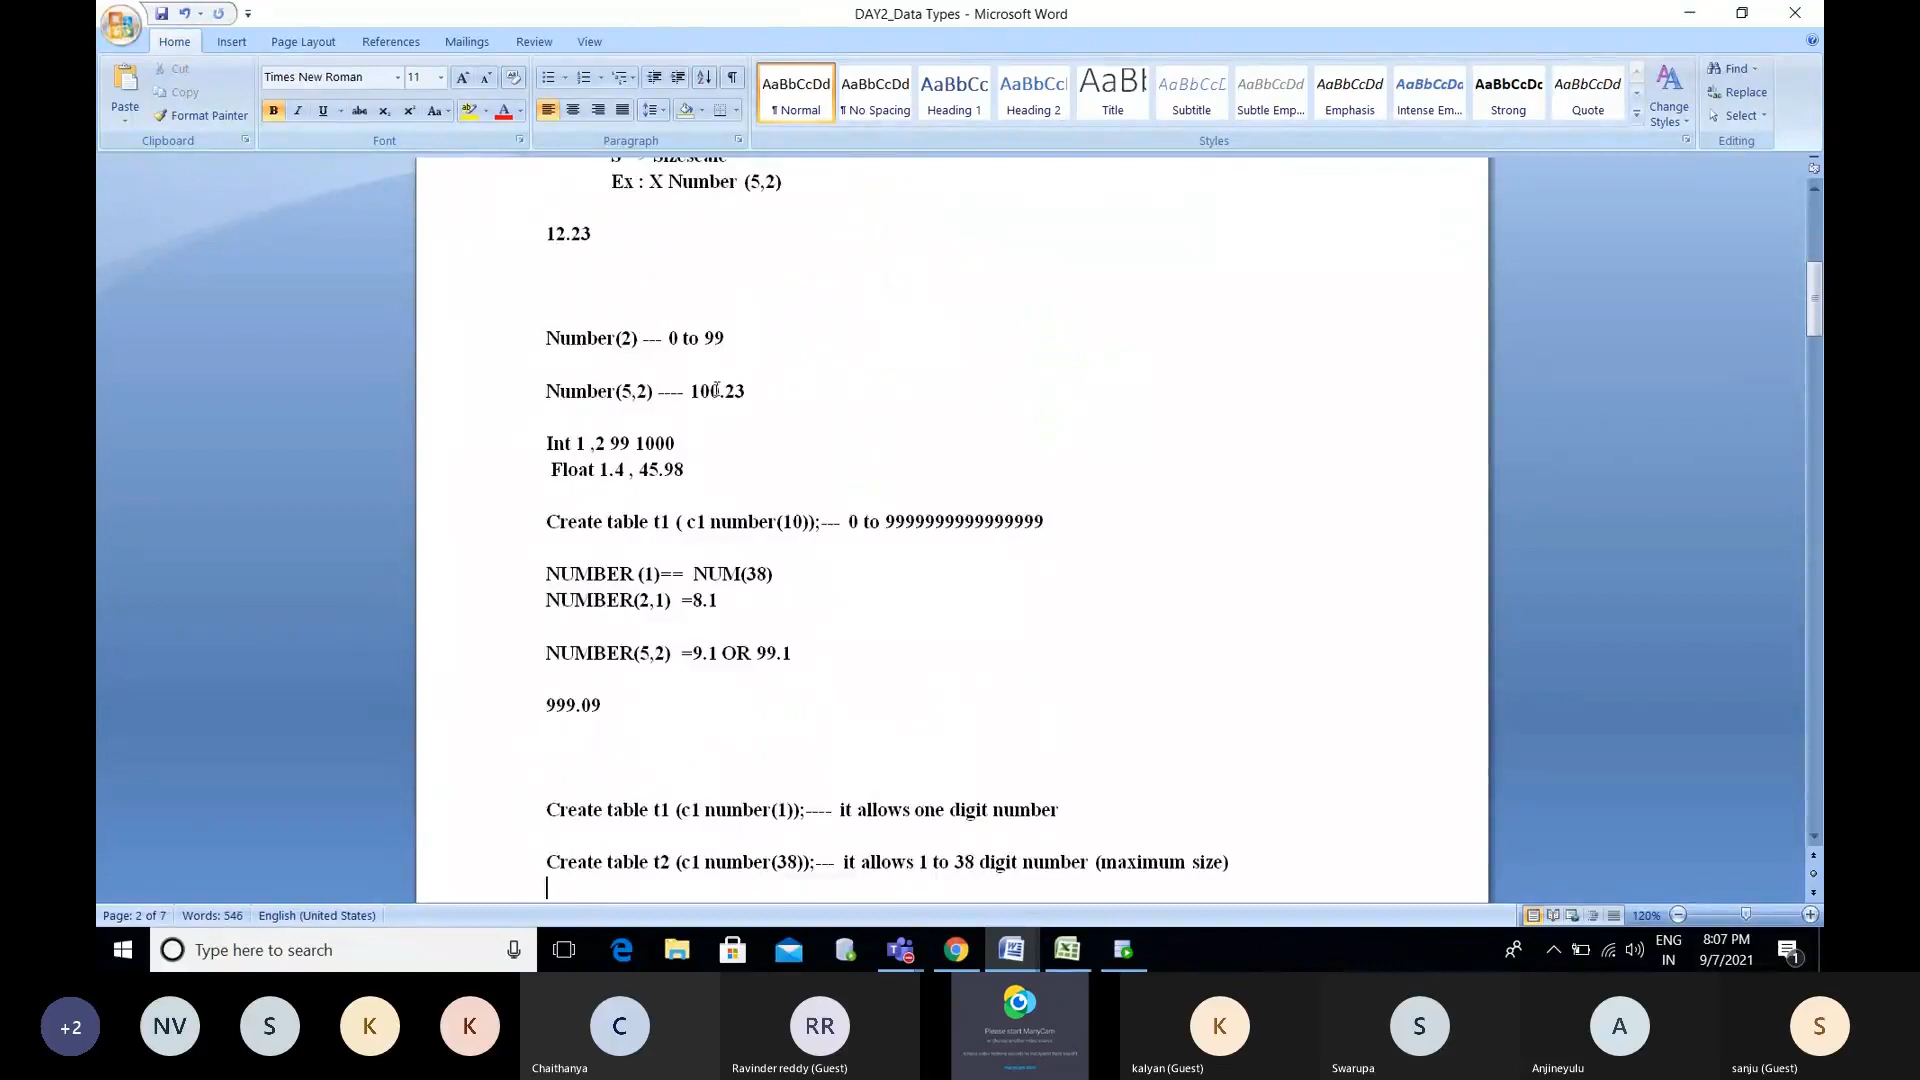 DAY2_Data Types - Microsoft Word
Home Insert Page Layout References Mailings Review View
Paste
Cut
Copy
Format Painter
Clipboard
Times New Roman 11
Font
Paragraph
AaBbCcDd AaBbCcDd AaBbCc AaBbCc AaBb AaBbCcDd AaBbCcDd AaBbCcDd AaBbCcDd AaBbCcDd AaBbCcDd
¶ Normal ¶ No Spacing Heading 1 Heading 2 Title Subtitle Subtle Emp... Emphasis Intense Em... Strong Quote
Change Styles
Styles
Find
Replace
Select
Editing
Ex : X Number (5,2)
12.23
Number(2) --- 0 to 99
Number(5,2) ---- 100.23
Int 1 ,2 99 1000
Float 1.4 , 45.98
Create table t1 ( c1 number(10));--- 0 to 9999999999999999
NUMBER (1)== NUM(38)
NUMBER(2,1) =8.1
NUMBER(5,2) =9.1 OR 99.1
999.09
Create table t1 (c1 number(1));---- it allows one digit number
Create table t2 (c1 number(38));--- it allows 1 to 38 digit number (maximum size)
Page: 2 of 7 Words: 546 English (United States) 120%
Type here to search
ENG
IN
8:07 PM
9/7/2021
1
+2 NV S K K C RR K S A S
Please start ManyCam
Chaithanya Ravinder reddy (Guest) kalyan (Guest) Swarupa Anjineyulu sanju (Guest)